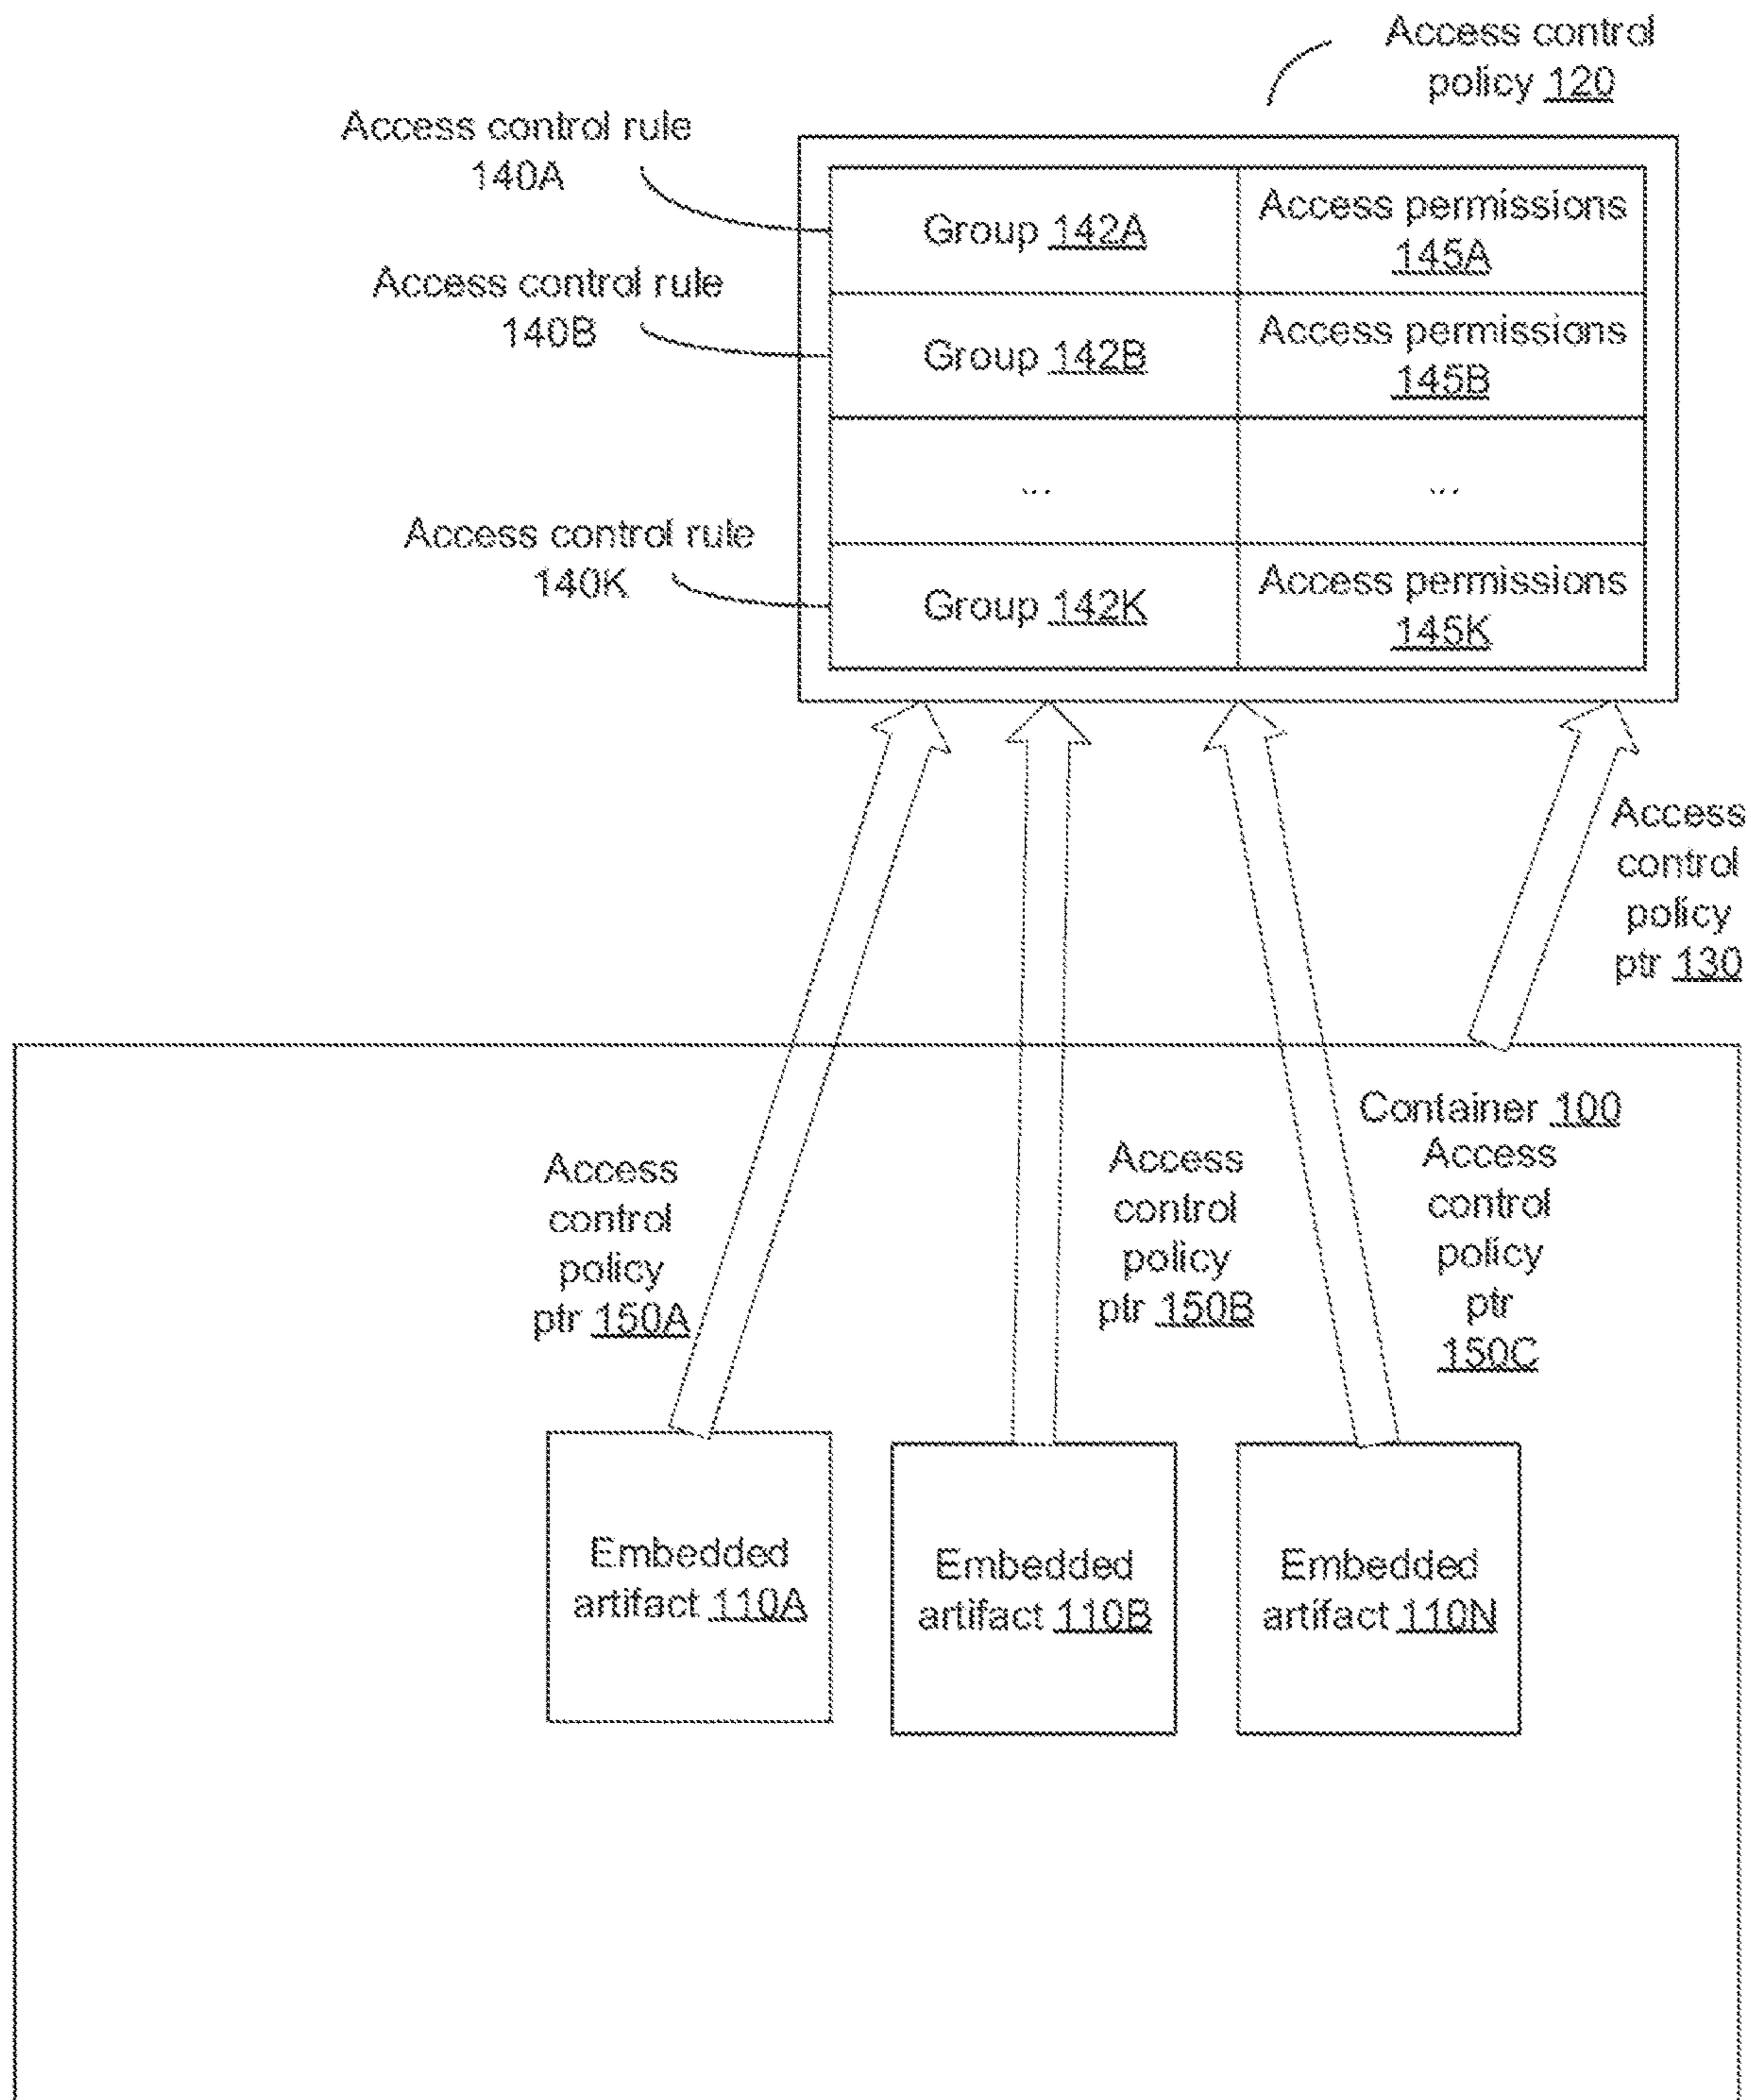 Access control
policy 120
Access control rule
140A
Group 142A
Access permissions
145A
Access control rule
140B
Group 142B
Access permissions
145B
... ...
Access control rule
140K
Group 142K
Access permissions
145K
Access
control
policy
ptr 130
Container 100
Access
control
policy
ptr 150A
Access
control
policy
ptr 150B
Access
control
policy
ptr
150C
Embedded
artifact 110A
Embedded
artifact 110B
Embedded
artifact 110N